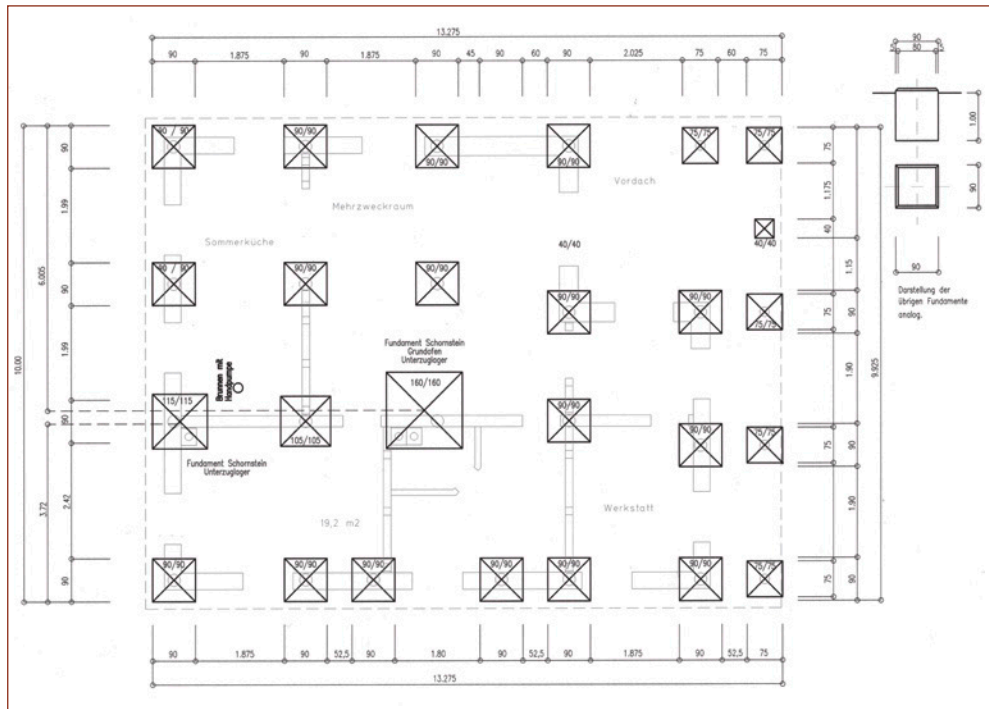 13.275
90 1.875 90 1.875 90 45 90 60 90 2.025 75 60 75
90
5 80 5
90 / 90
90/90
90/90
90/90
75/75
75/75
1.00
90
90
Darstellung der
übrigen Fundamente
analog.
Vordach
Mehrzweckraum
Sommerküche
40/40
40/40
90 / 90
90/90
90/90
90/90
90/90
75/75
Fundament Schornstein
Grundofen
Unterzuglager
160/160
Brunnen mit
Handpumpe
115/115
105/105
90/90
90/90
75/75
Fundament Schornstein
Unterzuglager
19,2 m2
Werkstatt
90/90
90/90
90/90
90/90
90/90
90/90
75/75
10.00
6.005
3.72
90
1.99
90
1.99
90
2.42
90
75
1.175
40
75
75
75
1.15
90
1.90
90
1.90
90
9.925
90 1.875 90 52,5 90 1.80 90 52,5 90 1.875 90 52,5 75
13.275